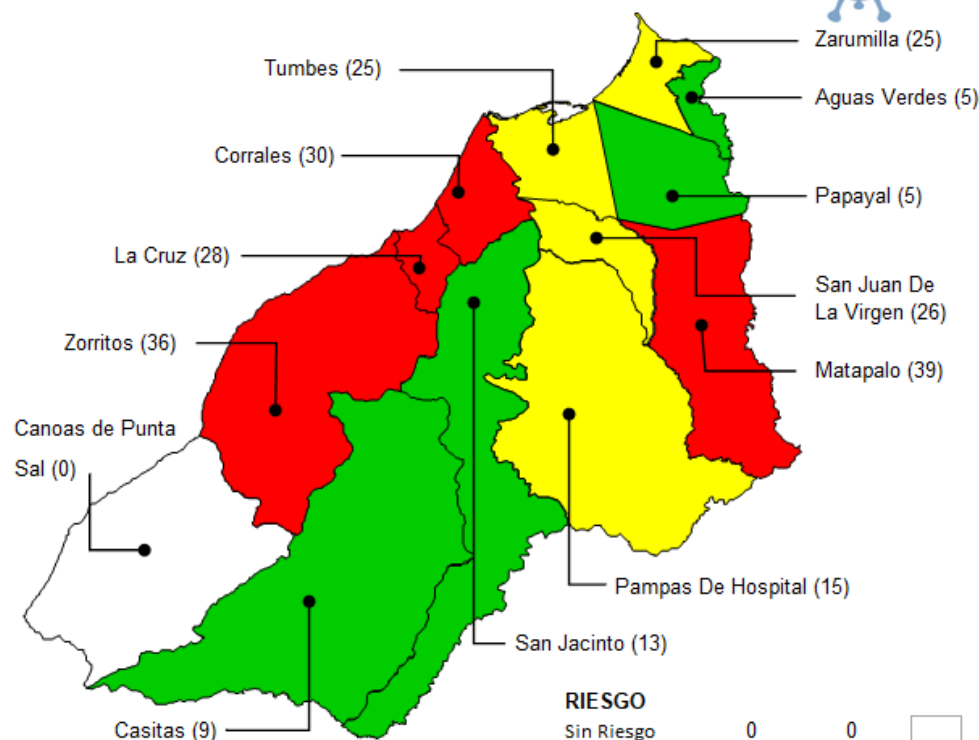 Zarumilla (25)
Tumbes (25)
Aguas Verdes (5)
Corrales (30)
Papayal (5)
La Cruz (28)
San Juan De
La Virgen (26)
Zorritos (36)
Matapalo (39)
Canoas de Punta
Sal (0)
Pampas De Hospital (15)
San Jacinto (13)
Casitas (9)
RIESGO
Sin Riesgo 0 0